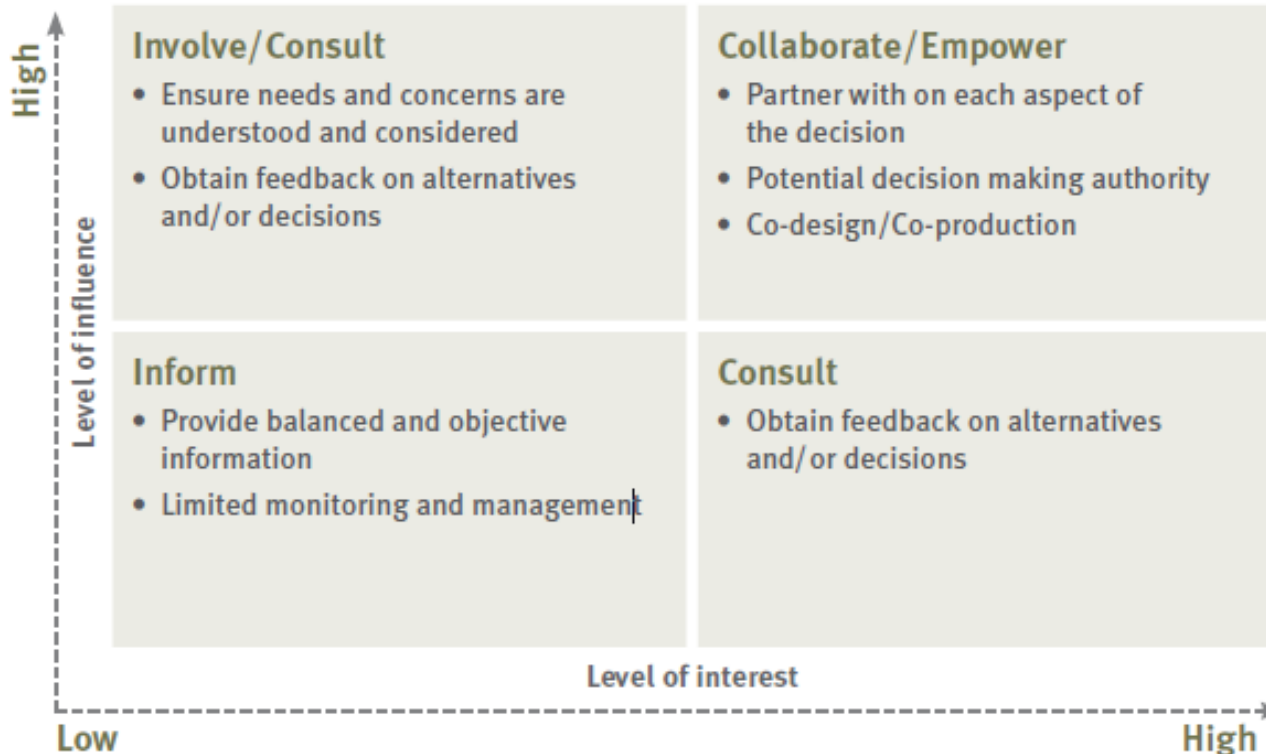 High
Level of influence
Involve/Consult
• Ensure needs and concerns are
understood and considered
• Obtain feedback on alternatives
and/or decisions
Collaborate/Empower
• Partner with on each aspect of
the decision
• Potential decision making authority
• Co-design/Co-production
Inform
• Provide balanced and objective
information
• Limited monitoring and management
Consult
• Obtain feedback on alternatives
and/or decisions
Level of interest
Low
High